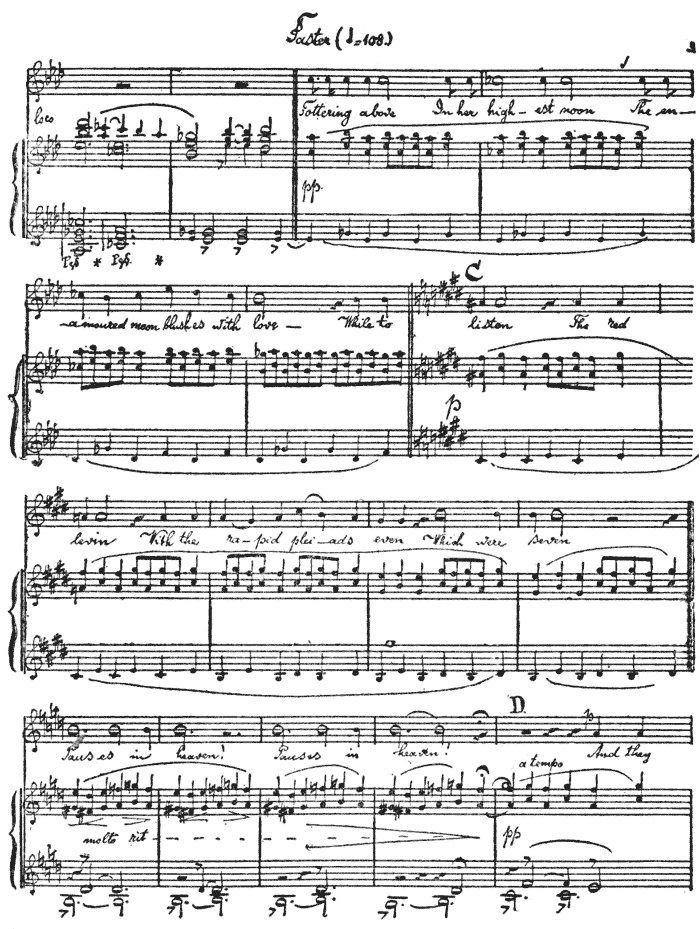 Faster (♩=108.)
2
loes Tottering above In her high-est noon The en-
pp.
Ped. * Ped. *
C
-amoured moon blushes with love - While to listen The red
p
levin With the ra-pid plei-ads even Which were seven
D
Pauses in heaven! Pauses in heaven! And they
a tempo
molto rit - - - - - - - -
pp